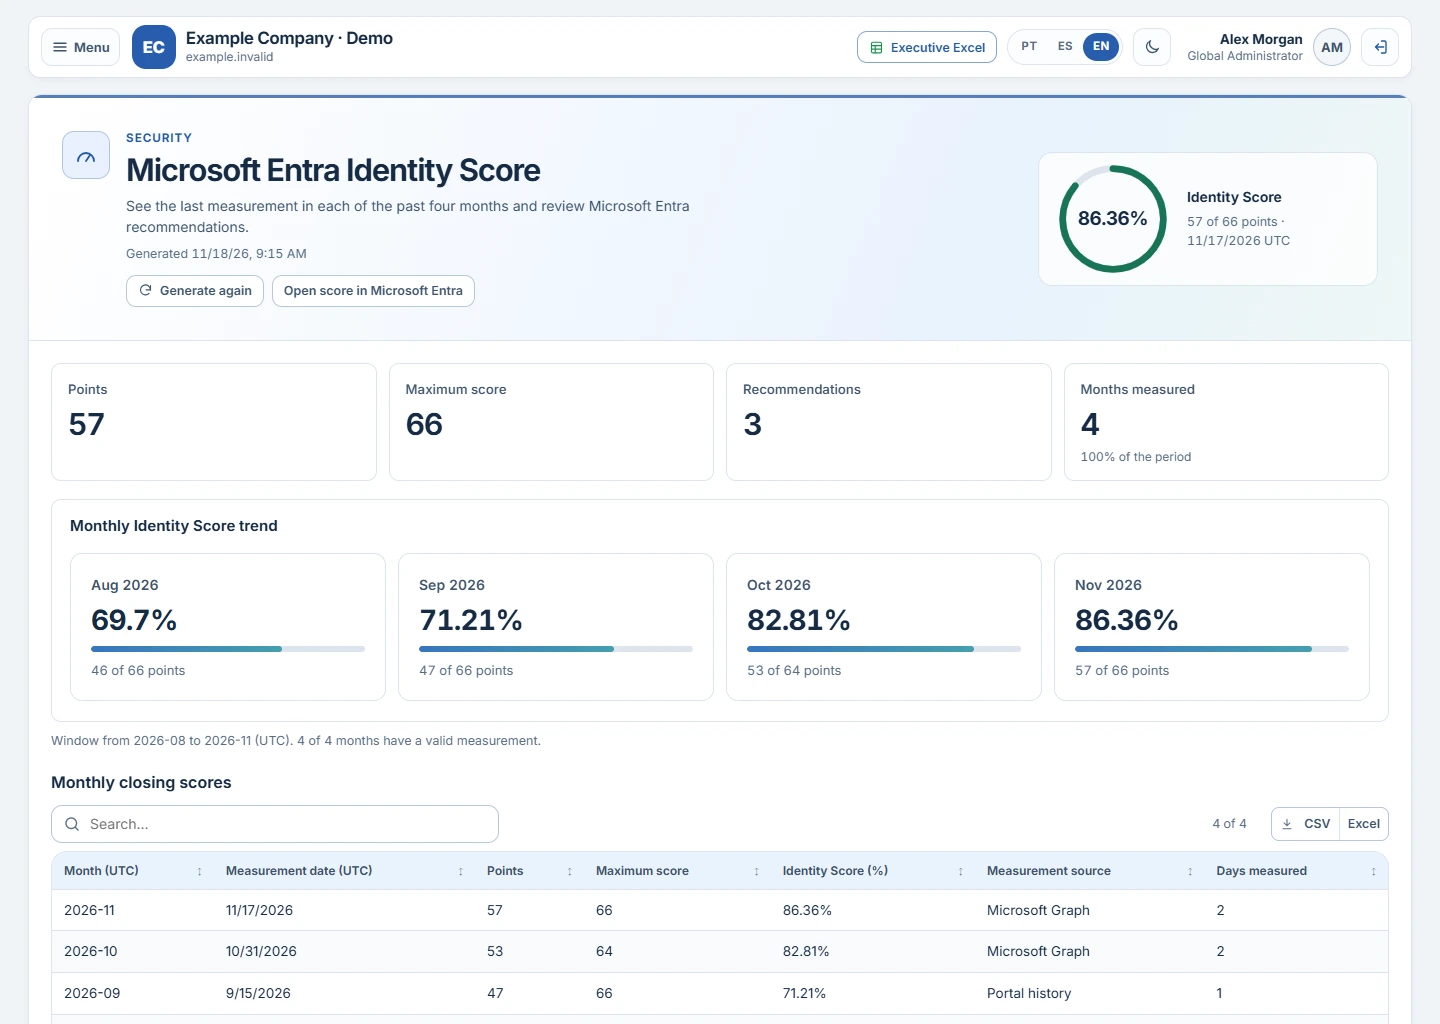 Menu
EC
Example Company · Demo
example.invalid
Executive Excel
PT ES EN
Alex Morgan
Global Administrator
AM
SECURITY
Microsoft Entra Identity Score
See the last measurement in each of the past four months and review Microsoft Entra
recommendations.
Generated 11/18/26, 9:15 AM
Generate again
Open score in Microsoft Entra
86.36%
Identity Score
57 of 66 points ·
11/17/2026 UTC
Points
57
Maximum score
66
Recommendations
3
Months measured
4
100% of the period
Monthly Identity Score trend
Aug 2026
69.7%
46 of 66 points
Sep 2026
71.21%
47 of 66 points
Oct 2026
82.81%
53 of 64 points
Nov 2026
86.36%
57 of 66 points
Window from 2026-08 to 2026-11 (UTC). 4 of 4 months have a valid measurement.
Monthly closing scores
Search...
4 of 4
CSV
Excel
Month (UTC) Measurement date (UTC) Points Maximum score Identity Score (%) Measurement source Days measured
2026-11 11/17/2026 57 66 86.36% Microsoft Graph 2
2026-10 10/31/2026 53 64 82.81% Microsoft Graph 2
2026-09 9/15/2026 47 66 71.21% Portal history 1